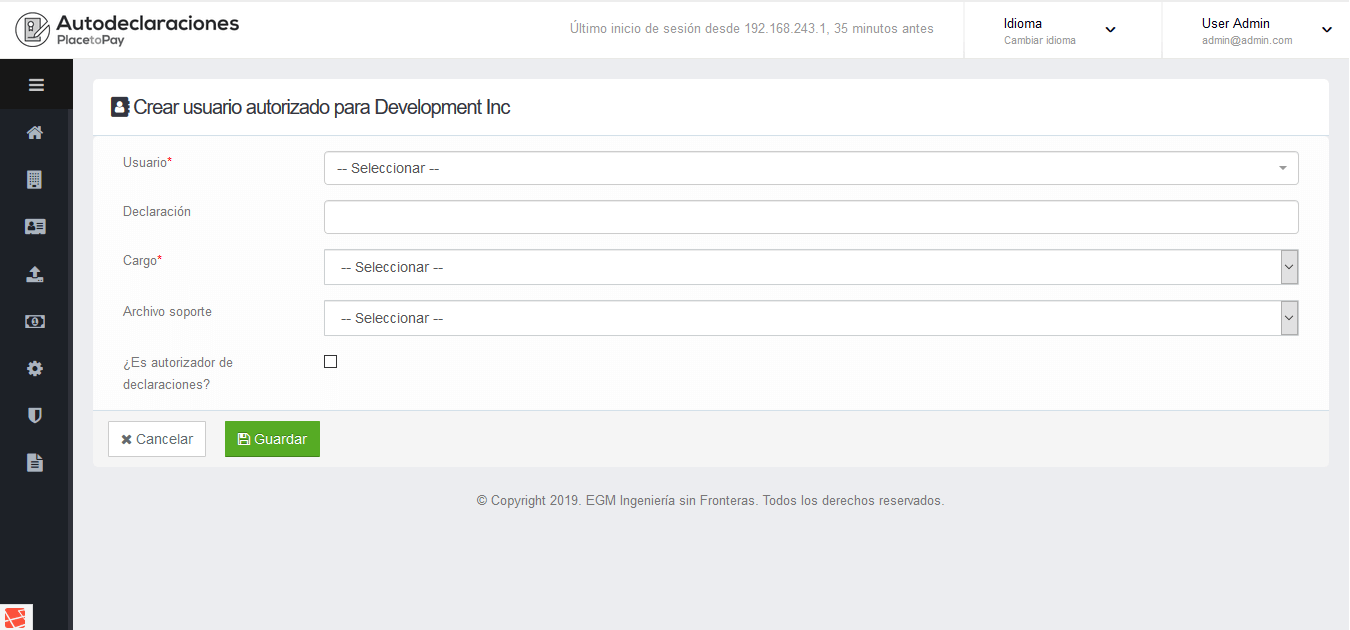 Autodeclaraciones
PlacetoPay
Último inicio de sesión desde 192.168.243.1, 35 minutos antes
Idioma
Cambiar idioma
User Admin
admin@admin.com
Crear usuario autorizado para Development Inc
Usuario*
-- Seleccionar --
Declaración
Cargo*
-- Seleccionar --
Archivo soporte
-- Seleccionar --
¿Es autorizador de
declaraciones?
Cancelar
Guardar
© Copyright 2019. EGM Ingeniería sin Fronteras. Todos los derechos reservados.